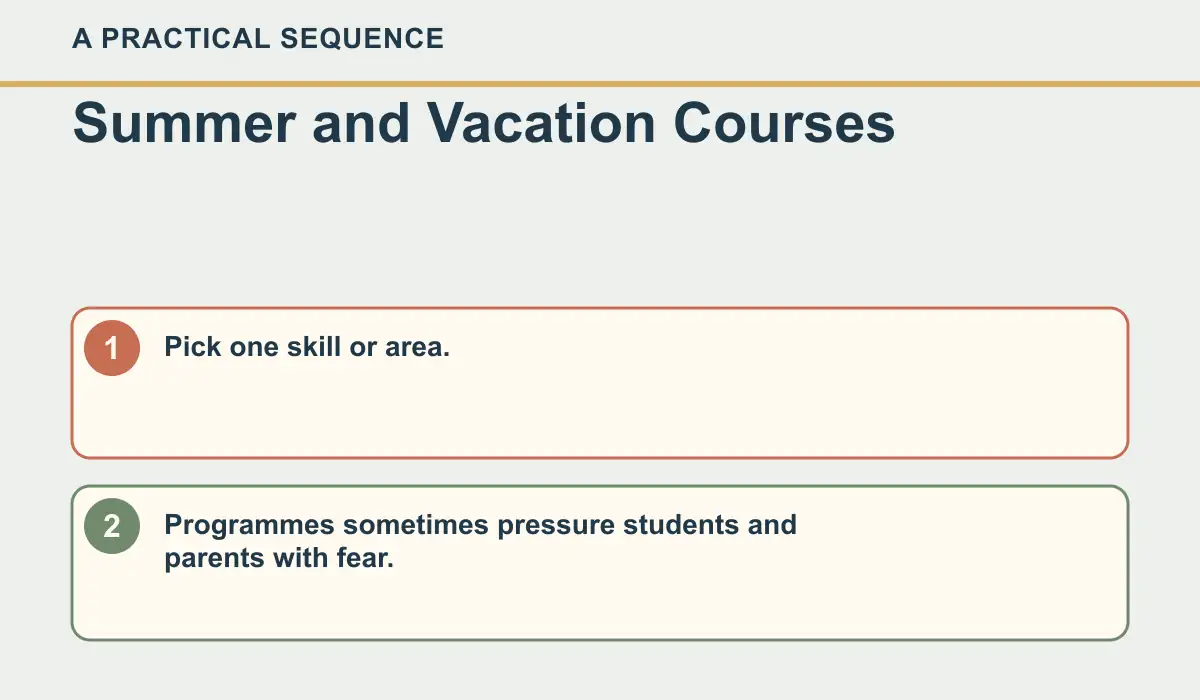 A PRACTICAL SEQUENCE
Summer and Vacation Courses
1
Pick one skill or area.
2
Programmes sometimes pressure students and
parents with fear.